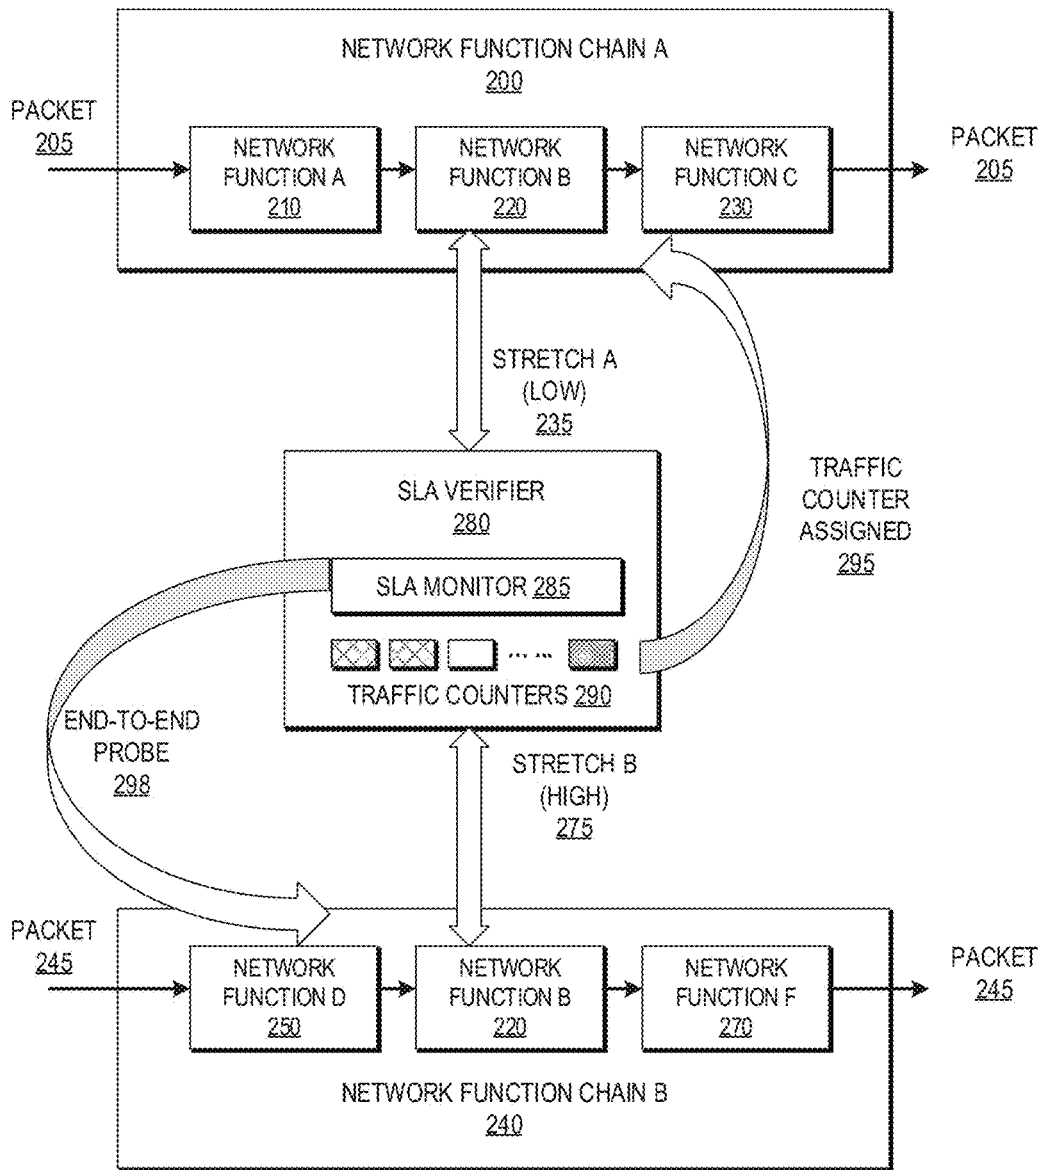 NETWORK FUNCTION CHAIN A
200
PACKET
205
NETWORK
FUNCTION A
210
NETWORK
FUNCTION B
220
NETWORK
FUNCTION C
230
PACKET
205
STRETCH A
(LOW)
235
SLA VERIFIER
280
SLA MONITOR 285
TRAFFIC COUNTERS 290
TRAFFIC
COUNTER
ASSIGNED
295
END-TO-END
PROBE
298
STRETCH B
(HIGH)
275
PACKET
245
NETWORK
FUNCTION D
250
NETWORK
FUNCTION B
220
NETWORK
FUNCTION F
270
PACKET
245
NETWORK FUNCTION CHAIN B
240